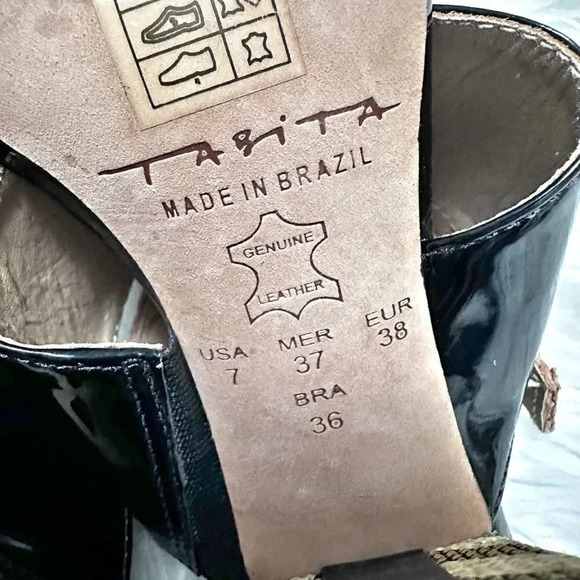 TABITA
MADE IN BRAZIL
GENUINE
LEATHER
USA MER EUR
7 37 38
BRA
36